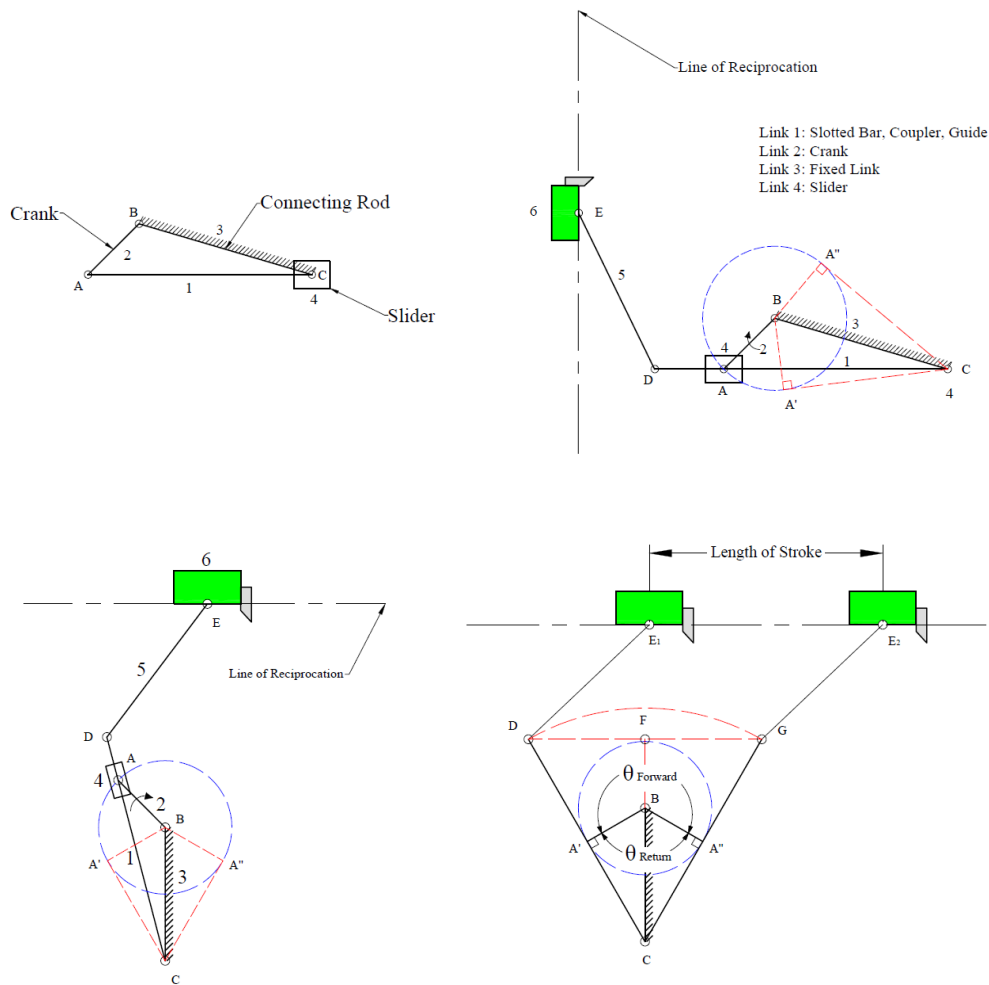 Line of Reciprocation
Link 1: Slotted Bar, Coupler, Guide
Link 2: Crank
Link 3: Fixed Link
Link 4: Slider
Crank
B
Connecting Rod
3
2
A
1
C
4
Slider
6
E
5
A"
B
3
4
2
1
D
A
C
A'
4
6
E
5
Line of Reciprocation
D
A
4
2
B
A'
1
A"
3
C
Length of Stroke
E1
E2
D
F
G
θ Forward
B
A'
A"
θ Return
C